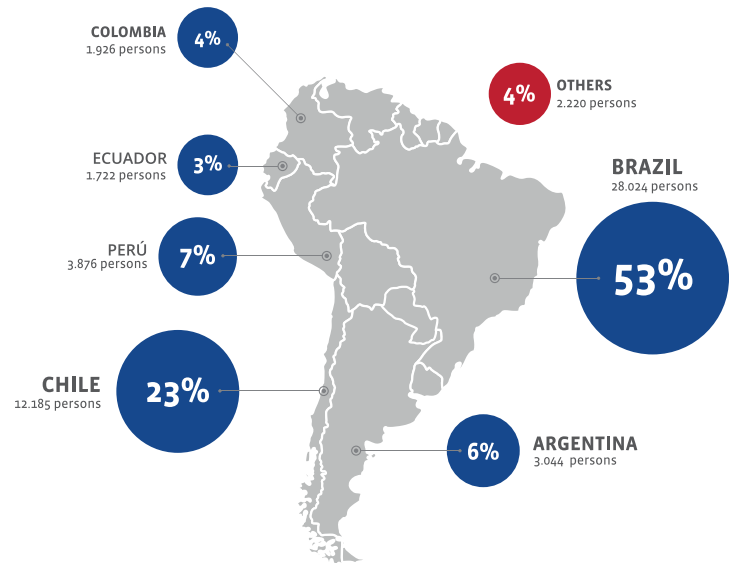 COLOMBIA
1.926 persons
4%
4%
OTHERS
2.220 persons
ECUADOR
1.722 persons
3%
BRAZIL
28.024 persons
53%
PERÚ
3.876 persons
7%
CHILE
12.185 persons
23%
6%
ARGENTINA
3.044 persons